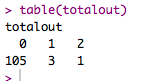 > table(totalout)
totalout
  0   1   2
105   3   1
>